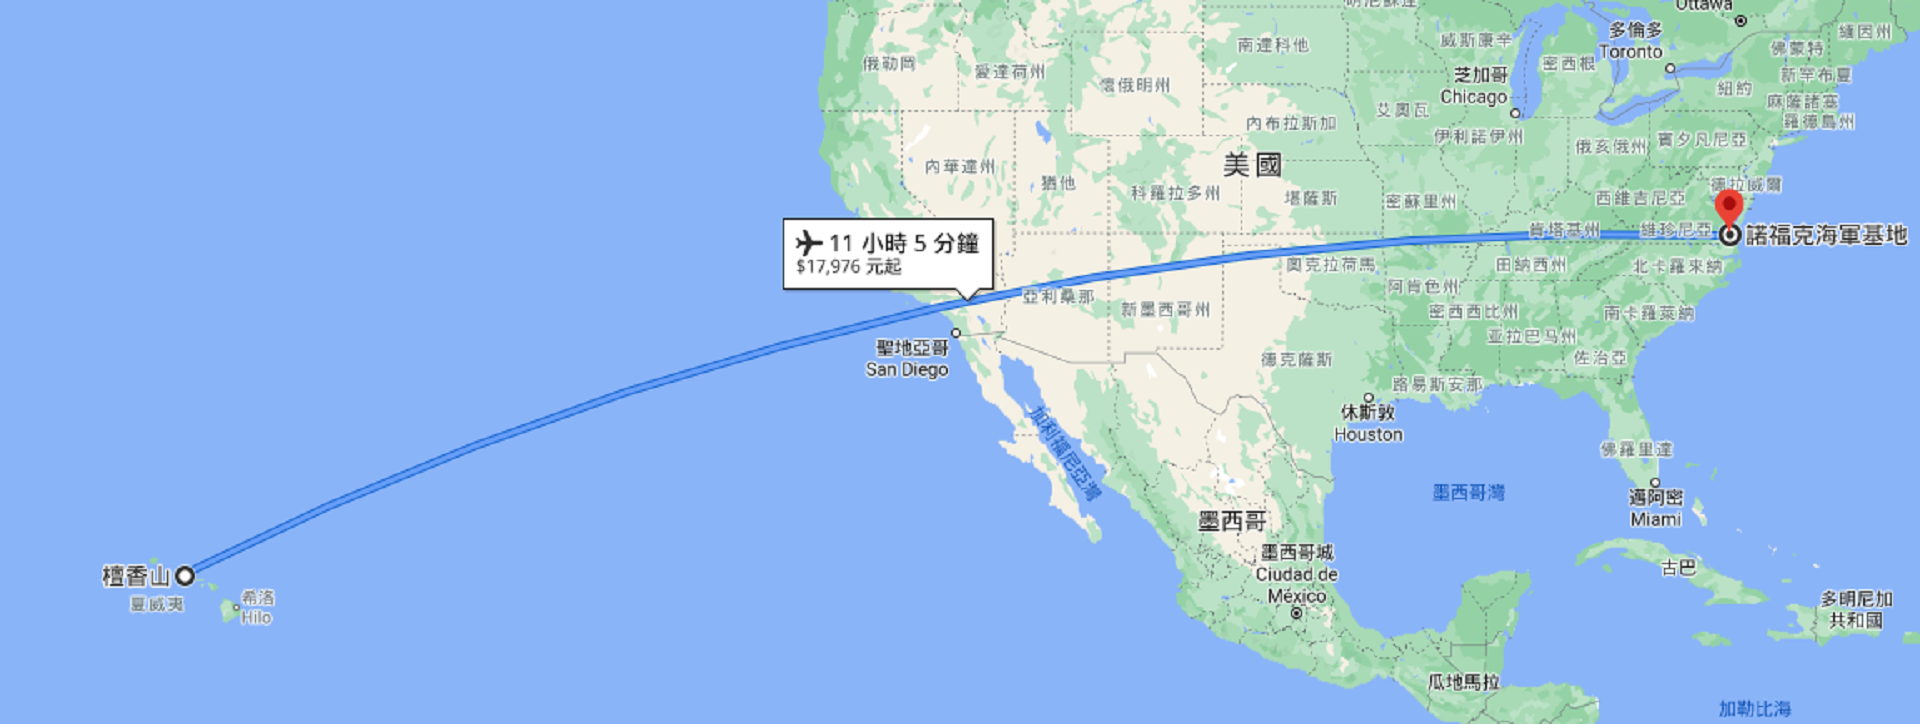 Ottawa
多倫多
Toronto
緬因州
威斯康辛
佛蒙特
南達科他
俄勒岡
愛達荷州
懷俄明州
芝加哥
Chicago
密西根
新罕布夏
紐約
麻薩諸塞
羅德島州
艾奧瓦
內布拉斯加
伊利諾伊州
俄亥俄州
賓夕凡尼亞
內華達州
猶他
科羅拉多州
美國
堪薩斯
密蘇里州
西維吉尼亞
德拉威爾
肯塔基州
維珍尼亞
諾福克海軍基地
11 小時 5 分鐘
$17,976 元起
奧克拉荷馬
田納西州
北卡羅來納
亞利桑那
新墨西哥州
阿肯色州
密西西比州
南卡羅萊納
亚拉巴马州
聖地亞哥
San Diego
德克薩斯
佐治亞
路易斯安那
休斯敦
Houston
加利福尼亞灣
佛羅里達
墨西哥灣
邁阿密
Miami
墨西哥
墨西哥城
Ciudad de
México
古巴
檀香山
夏威夷
希洛
Hilo
多明尼加
共和國
瓜地馬拉
加勒比海